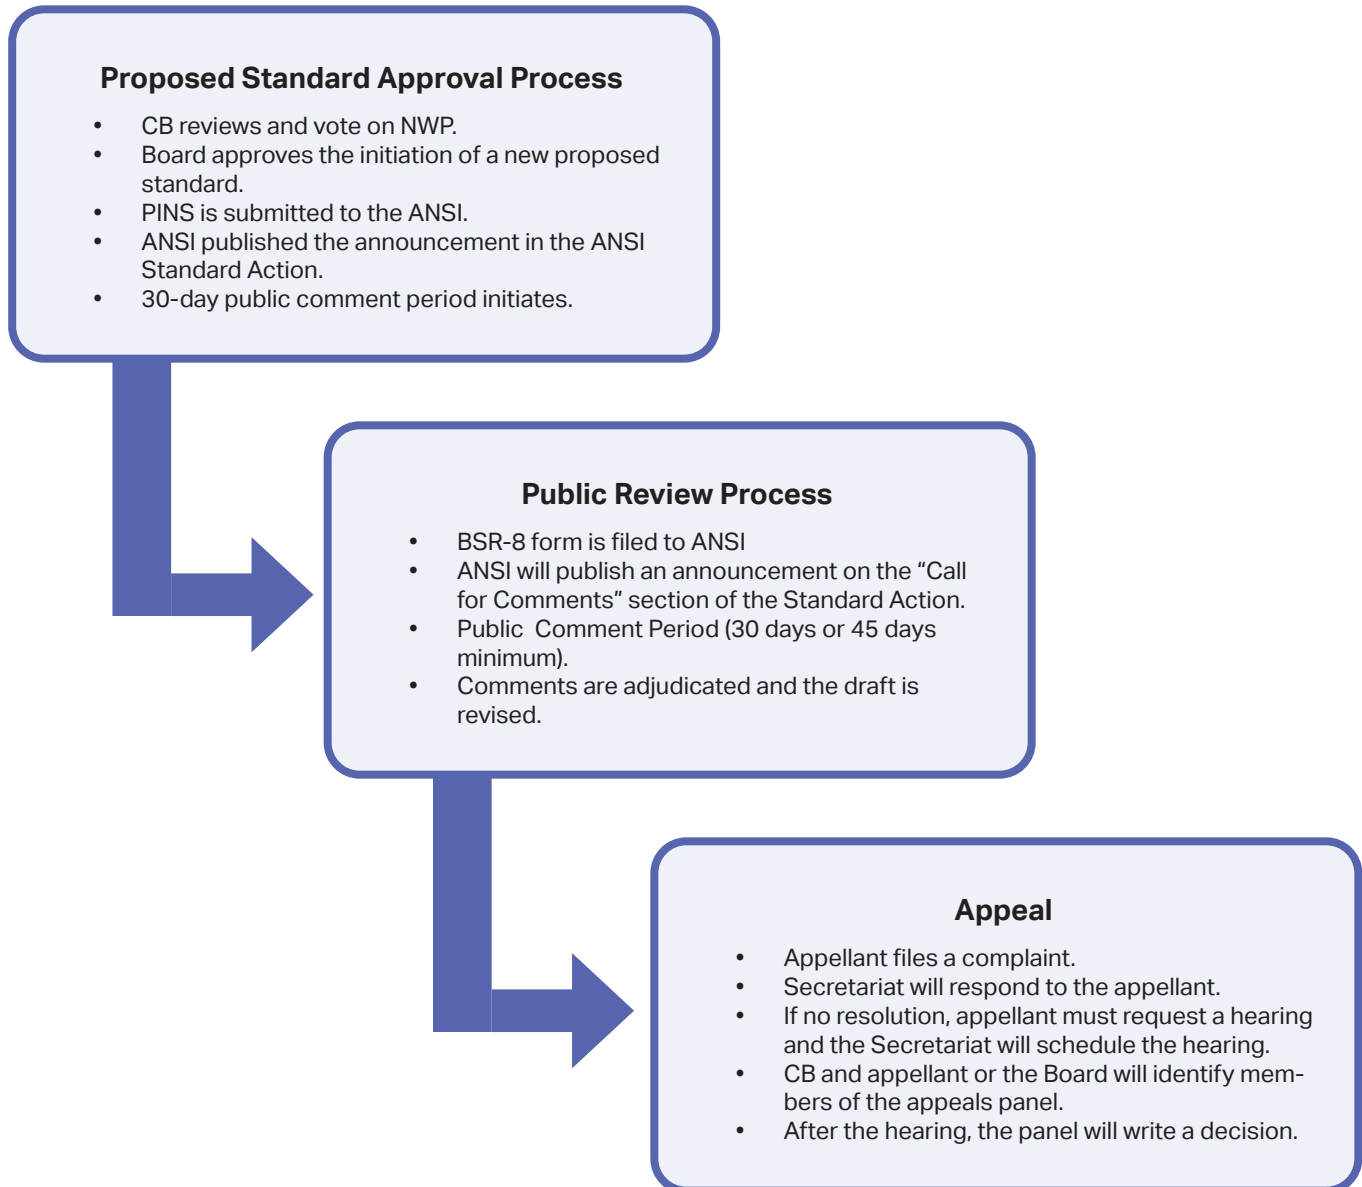 Proposed Standard Approval Process
• CB reviews and vote on NWP.
• Board approves the initiation of a new proposed
standard.
• PINS is submitted to the ANSI.
• ANSI published the announcement in the ANSI
Standard Action.
• 30-day public comment period initiates.
Public Review Process
• BSR-8 form is filed to ANSI
• ANSI will publish an announcement on the “Call
for Comments” section of the Standard Action.
• Public  Comment Period (30 days or 45 days
minimum).
• Comments are adjudicated and the draft is
revised.
Appeal
• Appellant files a complaint.
• Secretariat will respond to the appellant.
• If no resolution, appellant must request a hearing
and the Secretariat will schedule the hearing.
• CB and appellant or the Board will identify mem-
bers of the appeals panel.
• After the hearing, the panel will write a decision.